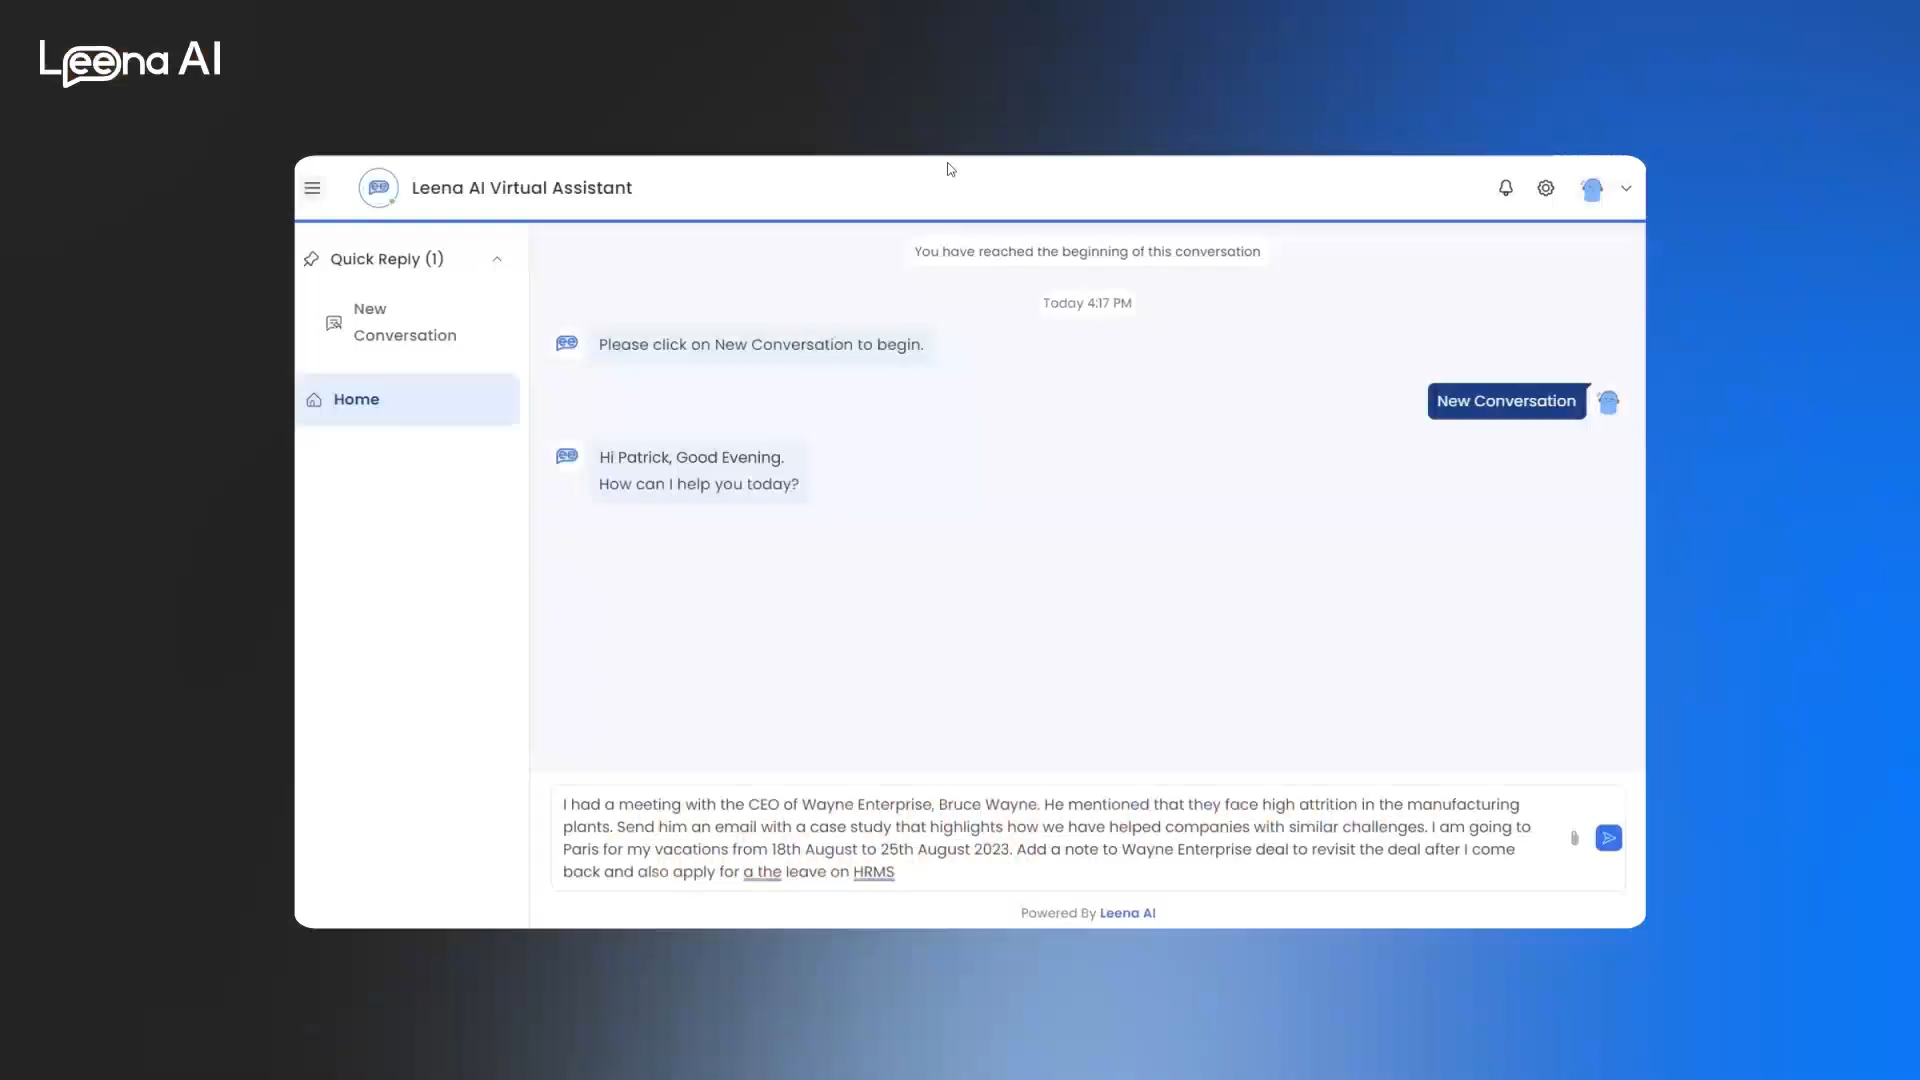 Leena AI
Leena AI Virtual Assistant
Quick Reply (1)
New
Conversation
Home
You have reached the beginning of this conversation
Today 4:17 PM
Please click on New Conversation to begin.
New Conversation
Hi Patrick, Good Evening.
How can I help you today?
I had a meeting with the CEO of Wayne Enterprise, Bruce Wayne. He mentioned that they face high attrition in the manufacturing
plants. Send him an email with a case study that highlights how we have helped companies with similar challenges. I am going to
Paris for my vacations from 18th August to 25th August 2023. Add a note to Wayne Enterprise deal to revisit the deal after I come
back and also apply for a the leave on HRMS
Powered By Leena AI